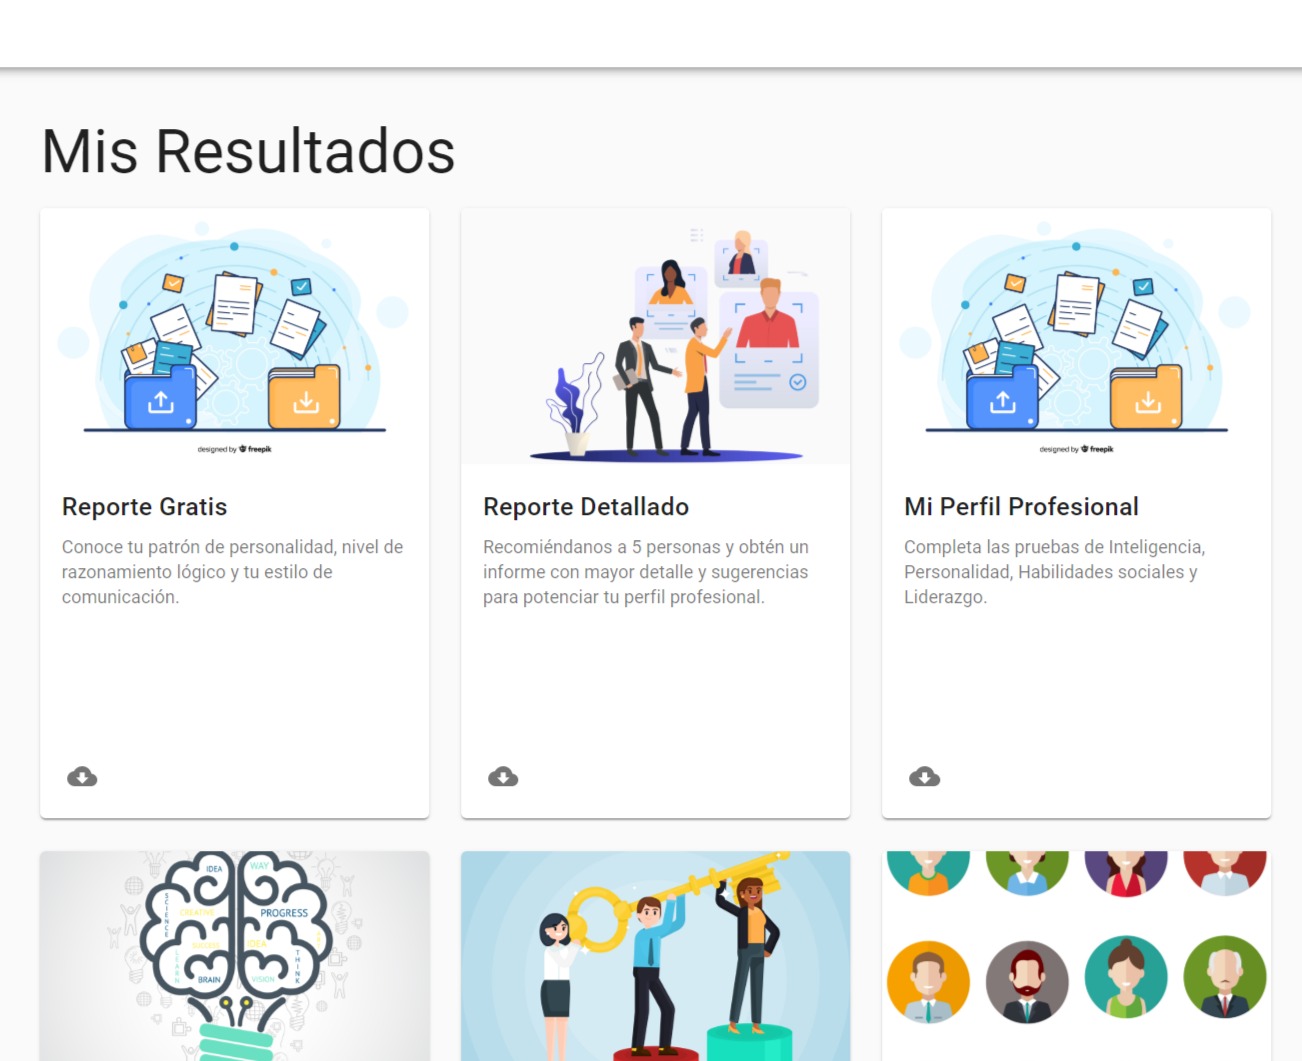 Mis Resultados
designed by freepik
designed by freepik
Reporte Gratis
Conoce tu patrón de personalidad, nivel de
razonamiento lógico y tu estilo de
comunicación.
Reporte Detallado
Recomiéndanos a 5 personas y obtén un
informe con mayor detalle y sugerencias
para potenciar tu perfil profesional.
Mi Perfil Profesional
Completa las pruebas de Inteligencia,
Personalidad, Habilidades sociales y
Liderazgo.
IDEA
WAY
SCIENCE
CREATIVE
PROGRESS
SUCCESS
IDEA
LEARN
BRAIN
VISION
THINK